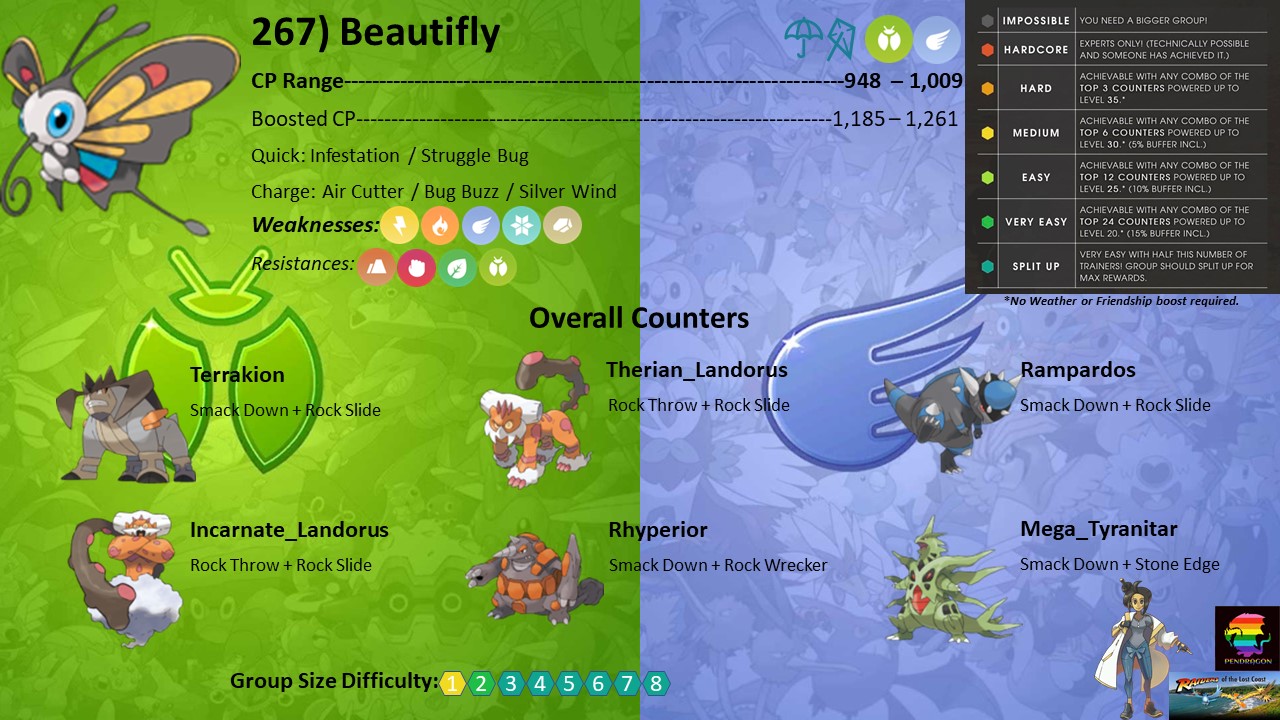 267) Beautifly
CP Range------------------------------------------------------------------------948 – 1,009
Boosted CP--------------------------------------------------------------------1,185 – 1,261
Quick: Infestation / Struggle Bug
Charge: Air Cutter / Bug Buzz / Silver Wind
Weaknesses:
Resistances:
IMPOSSIBLE YOU NEED A BIGGER GROUP!
HARDCORE EXPERTS ONLY! (TECHNICALLY POSSIBLE
AND SOMEONE HAS ACHIEVED IT.)
HARD ACHIEVABLE WITH ANY COMBO OF THE
TOP 3 COUNTERS POWERED UP TO
LEVEL 35.*
MEDIUM ACHIEVABLE WITH ANY COMBO OF THE
TOP 6 COUNTERS POWERED UP TO
LEVEL 30.* (5% BUFFER INCL.)
EASY ACHIEVABLE WITH ANY COMBO OF THE
TOP 12 COUNTERS POWERED UP TO
LEVEL 25.* (10% BUFFER INCL.)
VERY EASY ACHIEVABLE WITH ANY COMBO OF THE
TOP 24 COUNTERS POWERED UP TO
LEVEL 20.* (15% BUFFER INCL.)
SPLIT UP VERY EASY WITH HALF THIS NUMBER OF
TRAINERS! GROUP SHOULD SPLIT UP FOR
MAX REWARDS.
*No Weather or Friendship boost required.
Overall Counters
Terrakion
Smack Down + Rock Slide
Therian_Landorus
Rock Throw + Rock Slide
Rampardos
Smack Down + Rock Slide
Incarnate_Landorus
Rock Throw + Rock Slide
Rhyperior
Smack Down + Rock Wrecker
Mega_Tyranitar
Smack Down + Stone Edge
Group Size Difficulty: 1 2 3 4 5 6 7 8
PENDRAGON
RAIDERS of the Lost Coast